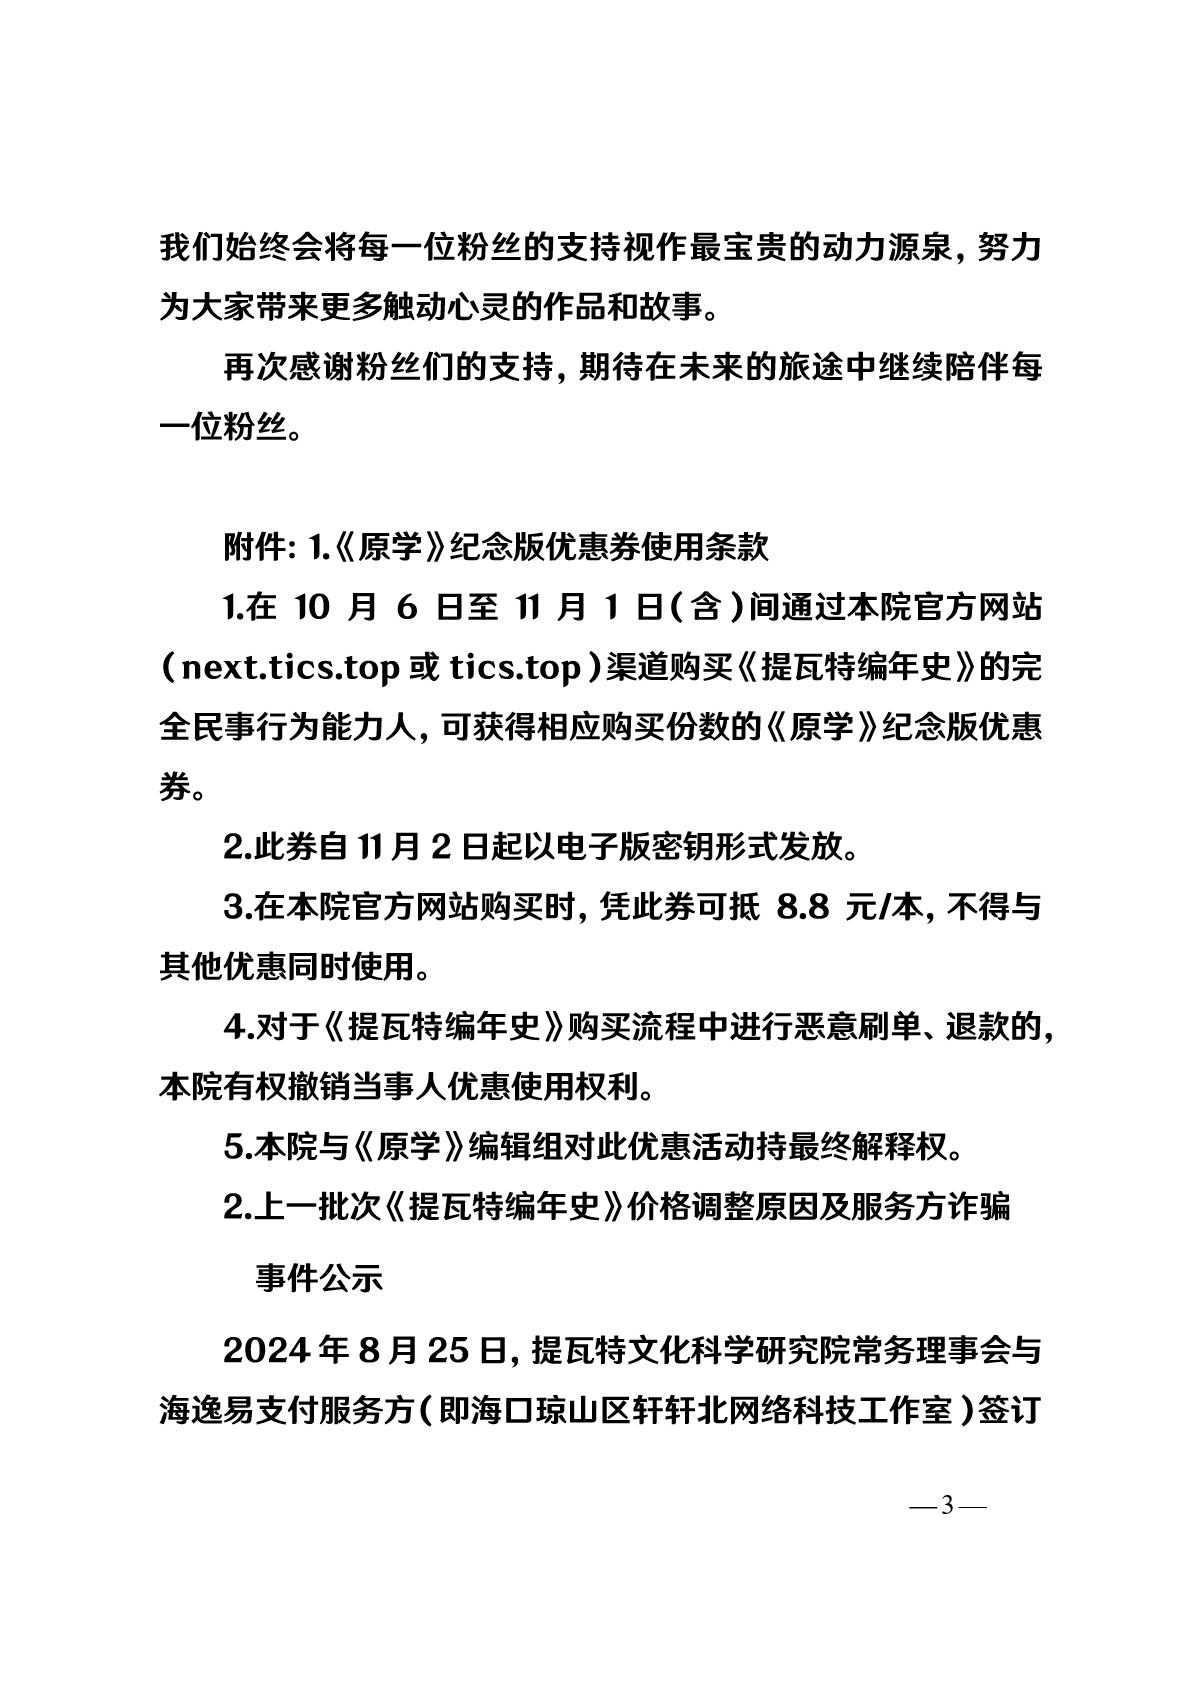 我们始终会将每一位粉丝的支持视作最宝贵的动力源泉，努力
为大家带来更多触动心灵的作品和故事。
再次感谢粉丝们的支持，期待在未来的旅途中继续陪伴每
一位粉丝。
附件：1.《原学》纪念版优惠券使用条款
1.在 10 月 6 日至 11 月 1 日（含）间通过本院官方网站
（next.tics.top 或 tics.top）渠道购买《提瓦特编年史》的完
全民事行为能力人，可获得相应购买份数的《原学》纪念版优惠
券。
2.此券自 11 月 2 日起以电子版密钥形式发放。
3.在本院官方网站购买时，凭此券可抵 8.8 元/本，不得与
其他优惠同时使用。
4.对于《提瓦特编年史》购买流程中进行恶意刷单、退款的，
本院有权撤销当事人优惠使用权利。
5.本院与《原学》编辑组对此优惠活动持最终解释权。
2.上一批次《提瓦特编年史》价格调整原因及服务方诈骗
事件公示
2024 年 8 月 25 日，提瓦特文化科学研究院常务理事会与
海逸易支付服务方（即海口琼山区轩轩北网络科技工作室）签订
—3—